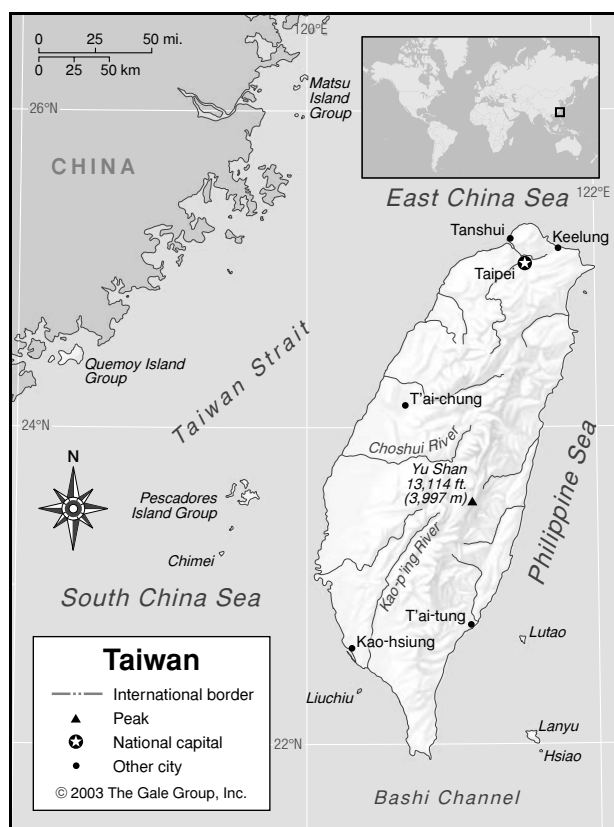 0 25 50 mi.
0 25 50 km
120°E
Matsu
Island
Group
26°N
CHINA
East China Sea
122°E
Tanshui
Keelung
Taipei
Quemoy Island
Group
Taiwan Strait
24°N
T'ai-chung
Choshui River
Yu Shan
13,114 ft.
(3,997 m)
Philippine Sea
N
Pescadores
Island Group
Chimei
Kao-p'ing River
South China Sea
T'ai-tung
Lutao
Kao-hsiung
Liuchiu
Lanyu
Hsiao
22°N
Bashi Channel
Taiwan
International border
Peak
National capital
Other city
© 2003 The Gale Group, Inc.